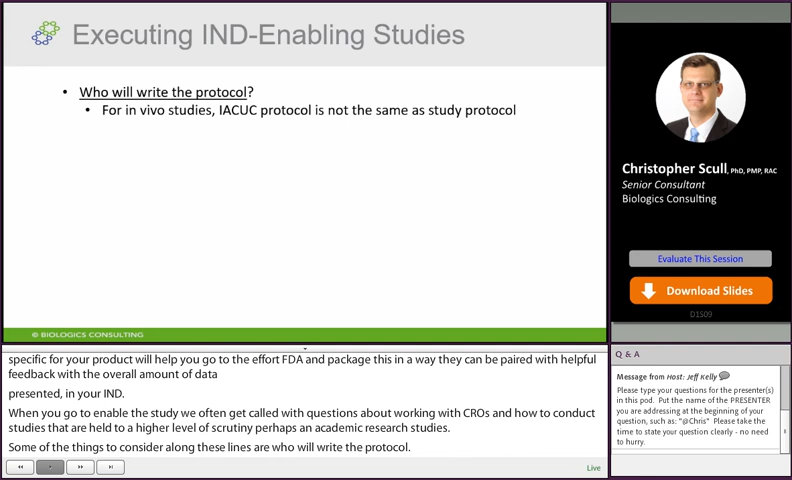 Executing IND-Enabling Studies
• Who will write the protocol?
• For in vivo studies, IACUC protocol is not the same as study protocol
© BIOLOGICS CONSULTING
Christopher Scull, PhD, PMP, RAC
Senior Consultant
Biologics Consulting
Evaluate This Session
Download Slides
D1S09
specific for your product will help you go to the effort FDA and package this in a way they can be paired with helpful
feedback with the overall amount of data
presented, in your IND.
When you go to enable the study we often get called with questions about working with CROs and how to conduct
studies that are held to a higher level of scrutiny perhaps an academic research studies.
Some of the things to consider along these lines are who will write the protocol.
Live
Q & A
Message from Host: Jeff Kelly
Please type your questions for the presenter(s)
in this pod. Put the name of the PRESENTER
you are addressing at the beginning of your
question, such as: "@Chris" Please take the
time to state your question clearly - no need
to hurry.